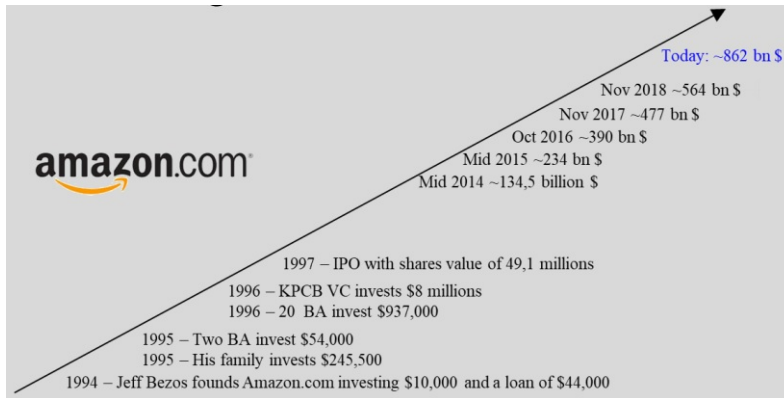 Today: ~862 bn $
Nov 2018 ~564 bn $
Nov 2017 ~477 bn $
Oct 2016 ~390 bn $
Mid 2015 ~234 bn $
Mid 2014 ~134,5 billion $
amazon.com
1997 – IPO with shares value of 49,1 millions
1996 – KPCB VC invests $8 millions
1996 – 20 BA invest $937,000
1995 – Two BA invest $54,000
1995 – His family invests $245,500
1994 – Jeff Bezos founds Amazon.com investing $10,000 and a loan of $44,000